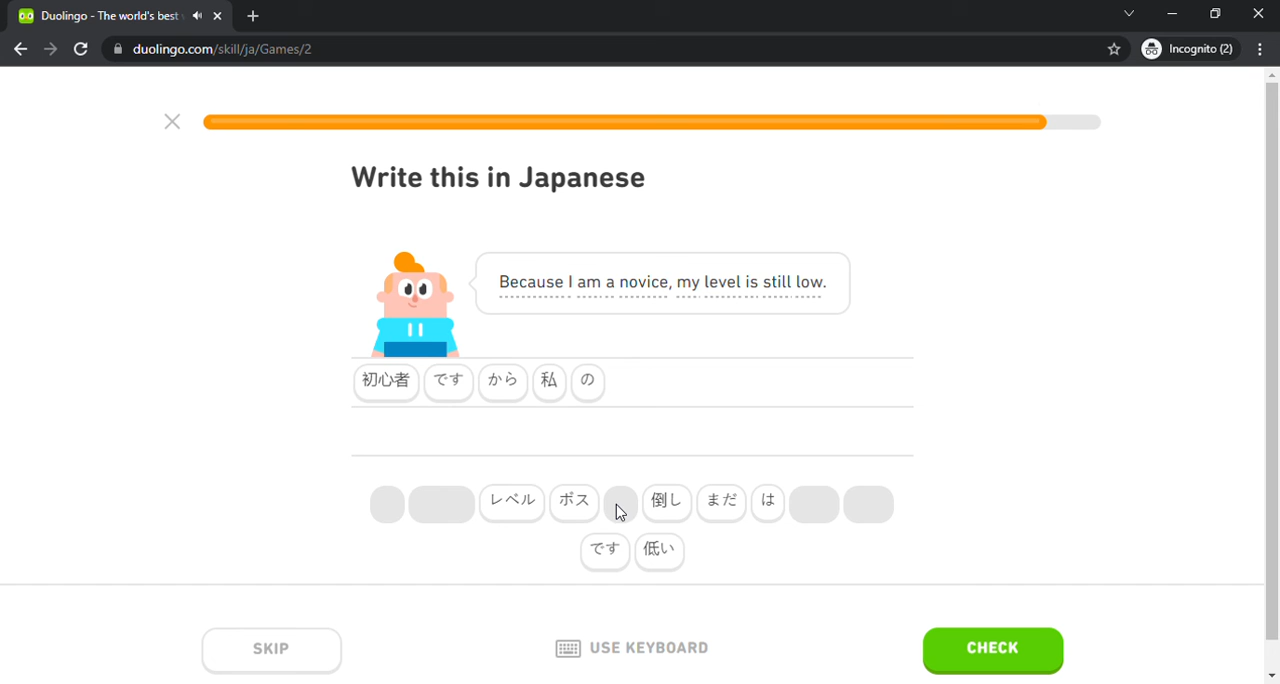 Duolingo - The world's best
duolingo.com/skill/ja/Games/2
Incognito (2)
Write this in Japanese
Because I am a novice, my level is still low.
初心者 です から 私 の
レベル ボス 倒し まだ は
です 低い
SKIP
USE KEYBOARD
CHECK